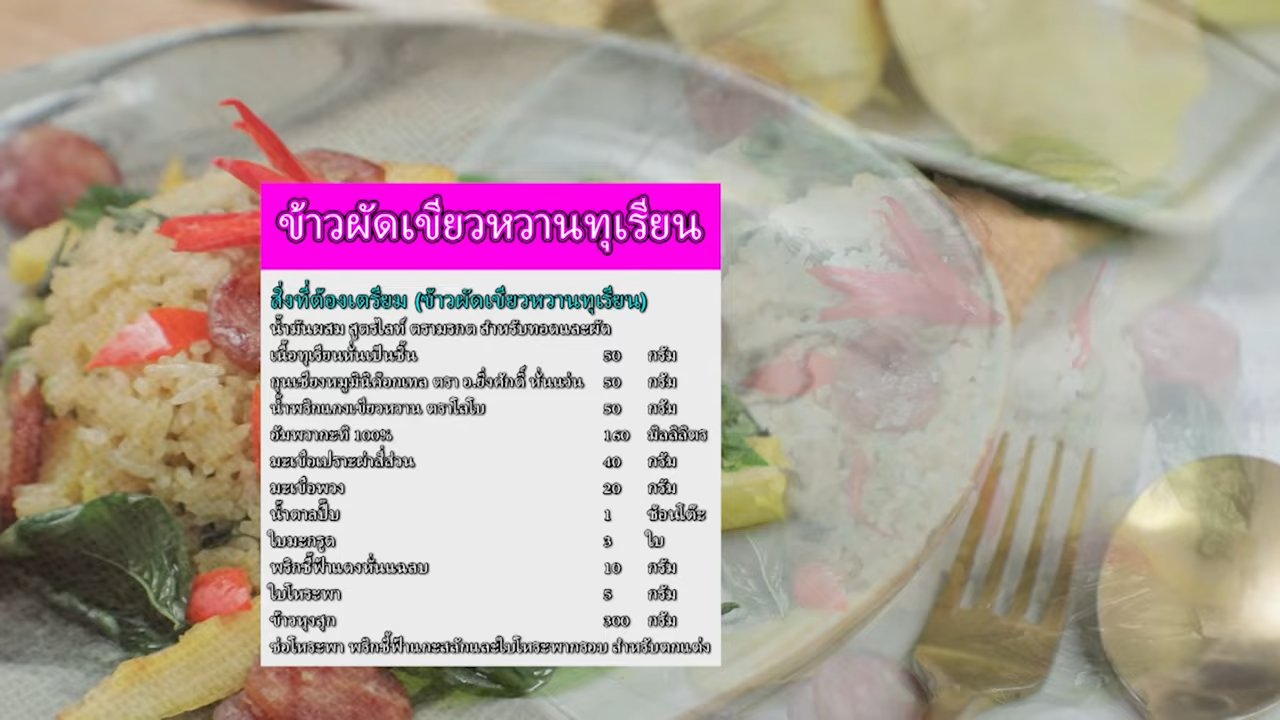 ข้าวผัดเขียวหวานทุเรียน
สิ่งที่ต้องเตรียม (ข้าวผัดเขียวหวานทุเรียน)
น้ำมันผสม สูตรไลท์ ตรามรกต สำหรับทอดและผัด
เนื้อทุเรียนหั่นเป็นชิ้น 50 กรัม
กุนเชียงหมูมินิค๊อกเทล ตรา อ.ยิ่งศักดิ์ หั่นแว่น 50 กรัม
น้ำพริกแกงเขียวหวาน ตราโลโบ 50 กรัม
อัมพวากะทิ 100% 160 มิลลิลิตร
มะเขือเปราะผ่าสี่ส่วน 40 กรัม
มะเขือพวง 20 กรัม
น้ำตาลปี๊บ 1 ช้อนโต๊ะ
ใบมะกรูด 3 ใบ
พริกชี้ฟ้าแดงหั่นแฉลบ 10 กรัม
ใบโหระพา 5 กรัม
ข้าวหุงสุก 300 กรัม
ช่อโหระพา พริกชี้ฟ้าแกะสลักและใบโหระพากรอบ สำหรับตกแต่ง